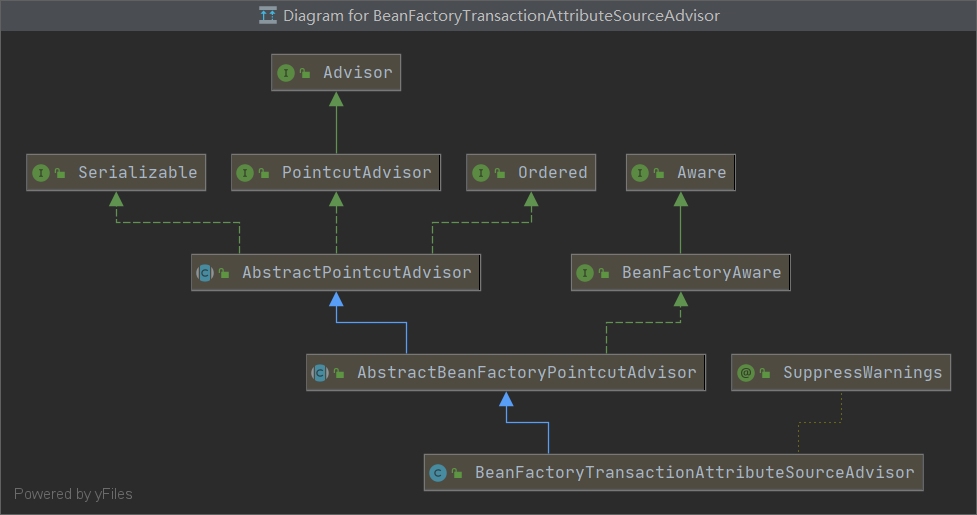 Diagram for BeanFactoryTransactionAttributeSourceAdvisor
Advisor
Serializable
PointcutAdvisor
Ordered
Aware
AbstractPointcutAdvisor
BeanFactoryAware
AbstractBeanFactoryPointcutAdvisor
SuppressWarnings
BeanFactoryTransactionAttributeSourceAdvisor
Powered by yFiles